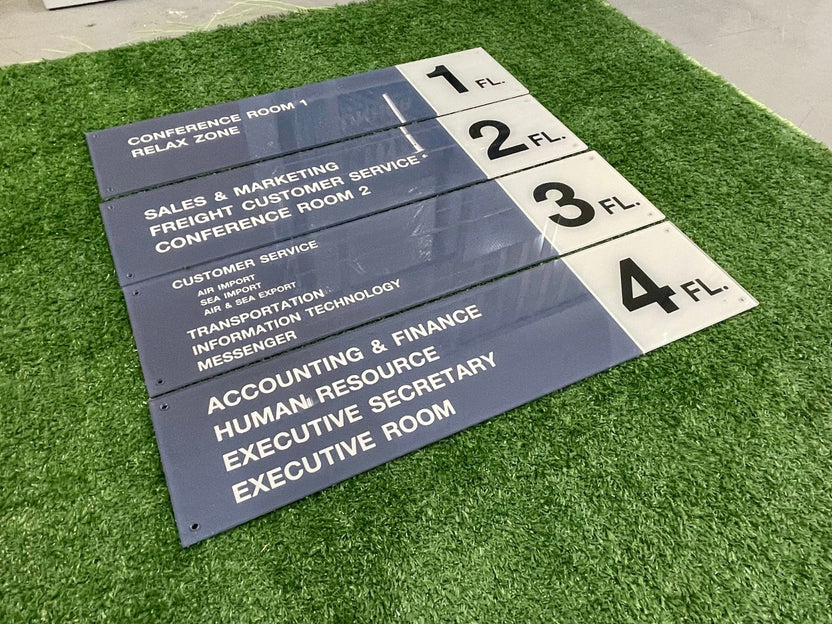 CONFERENCE ROOM 1
RELAX ZONE
1 FL.
SALES & MARKETING
FREIGHT CUSTOMER SERVICE
CONFERENCE ROOM 2
2 FL.
CUSTOMER SERVICE
AIR IMPORT
SEA IMPORT
AIR & SEA EXPORT
TRANSPORTATION
INFORMATION TECHNOLOGY
MESSENGER
3 FL.
ACCOUNTING & FINANCE
HUMAN RESOURCE
EXECUTIVE SECRETARY
EXECUTIVE ROOM
4 FL.